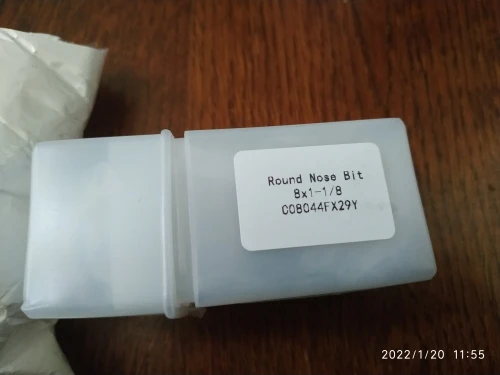 Round Nose Bit
8x1-1/8
C08044FX29Y
2022/1/20 11:55